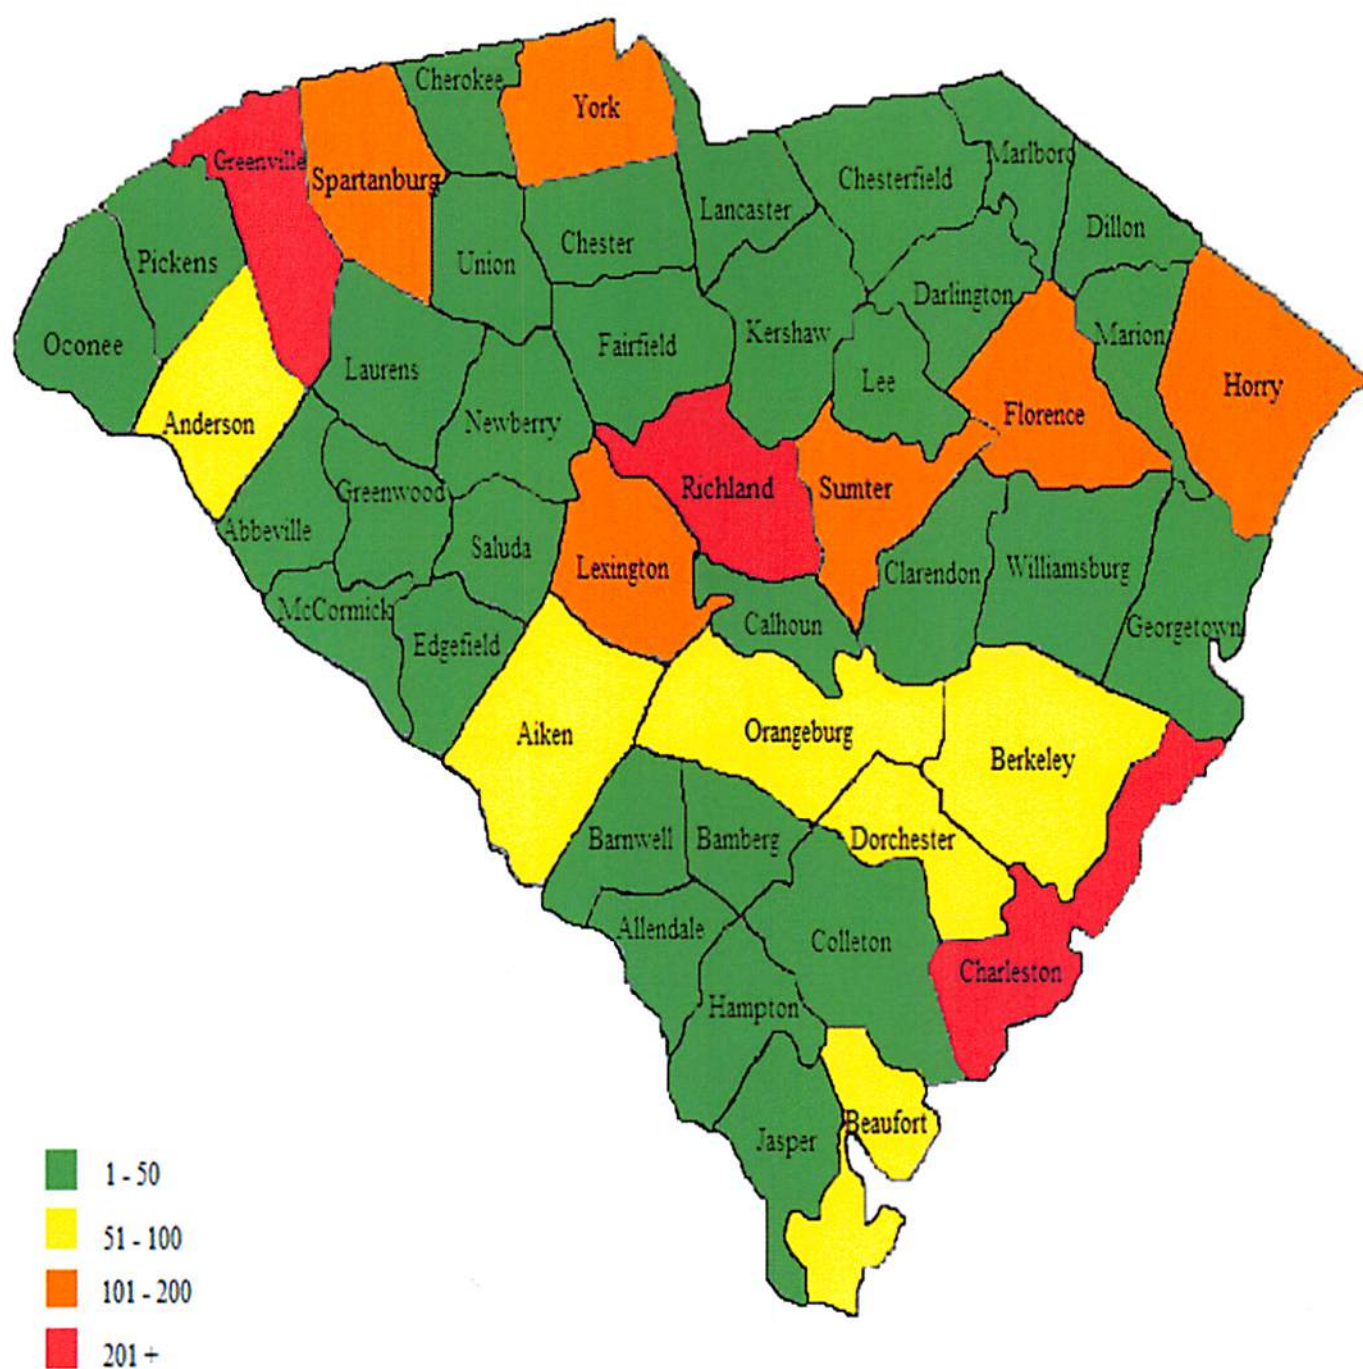 Cherokee
York
Greenville
Spartanburg
Marlboro
Chesterfield
Lancaster
Dillon
Chester
Pickens
Union
Darlington
Kershaw
Marion
Oconee
Fairfield
Laurens
Lee
Horry
Florence
Anderson
Newberry
Greenwood
Richland
Sumter
Abbeville
Saluda
Lexington
Clarendon
Williamsburg
McCormick
Calhoun
Georgetown
Edgefield
Aiken
Orangeburg
Berkeley
Barnwell
Bamberg
Dorchester
Allendale
Colleton
Charleston
Hampton
Beaufort
Jasper
1 - 50
51 - 100
101 - 200
201 +